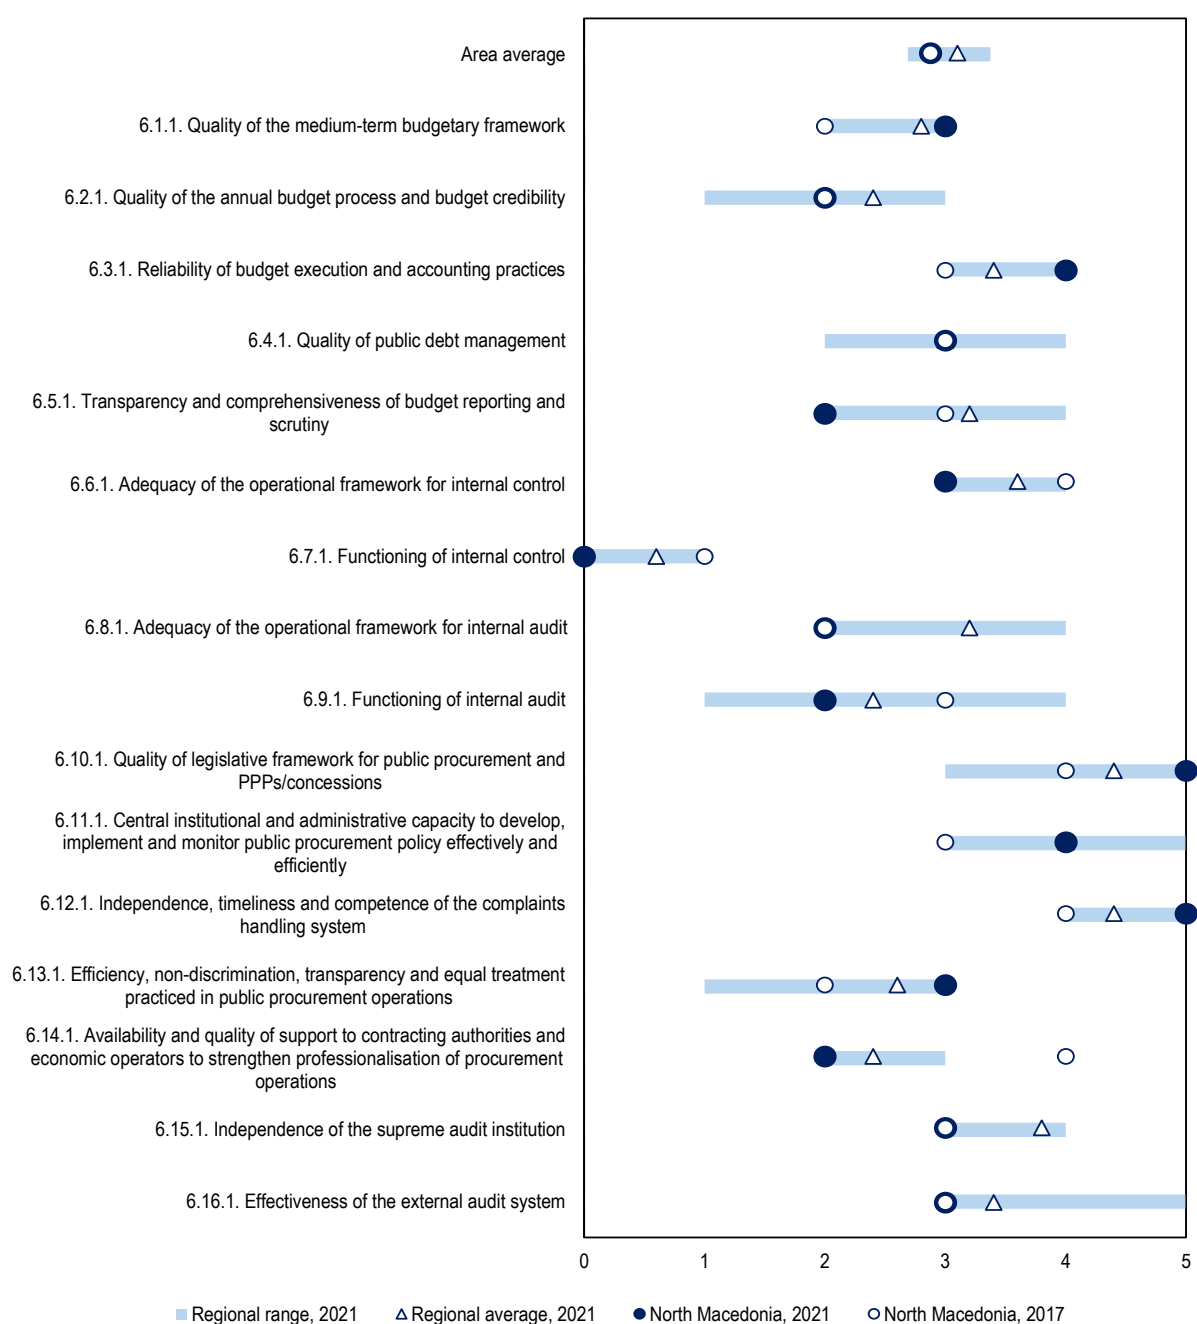 Area average
6.1.1. Quality of the medium-term budgetary framework
6.2.1. Quality of the annual budget process and budget credibility
6.3.1. Reliability of budget execution and accounting practices
6.4.1. Quality of public debt management
6.5.1. Transparency and comprehensiveness of budget reporting and
scrutiny
6.6.1. Adequacy of the operational framework for internal control
6.7.1. Functioning of internal control
6.8.1. Adequacy of the operational framework for internal audit
6.9.1. Functioning of internal audit
6.10.1. Quality of legislative framework for public procurement and
PPPs/concessions
6.11.1. Central institutional and administrative capacity to develop,
implement and monitor public procurement policy effectively and
efficiently
6.12.1. Independence, timeliness and competence of the complaints
handling system
6.13.1. Efficiency, non-discrimination, transparency and equal treatment
practiced in public procurement operations
6.14.1. Availability and quality of support to contracting authorities and
economic operators to strengthen professionalisation of procurement
operations
6.15.1. Independence of the supreme audit institution
6.16.1. Effectiveness of the external audit system
0 1 2 3 4 5
Regional range, 2021 Regional average, 2021 North Macedonia, 2021 North Macedonia, 2017